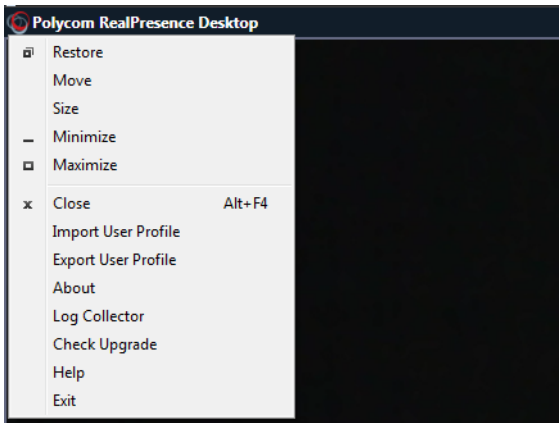 Polycom RealPresence Desktop
Restore
Move
Size
Minimize
Maximize
Close Alt+F4
Import User Profile
Export User Profile
About
Log Collector
Check Upgrade
Help
Exit